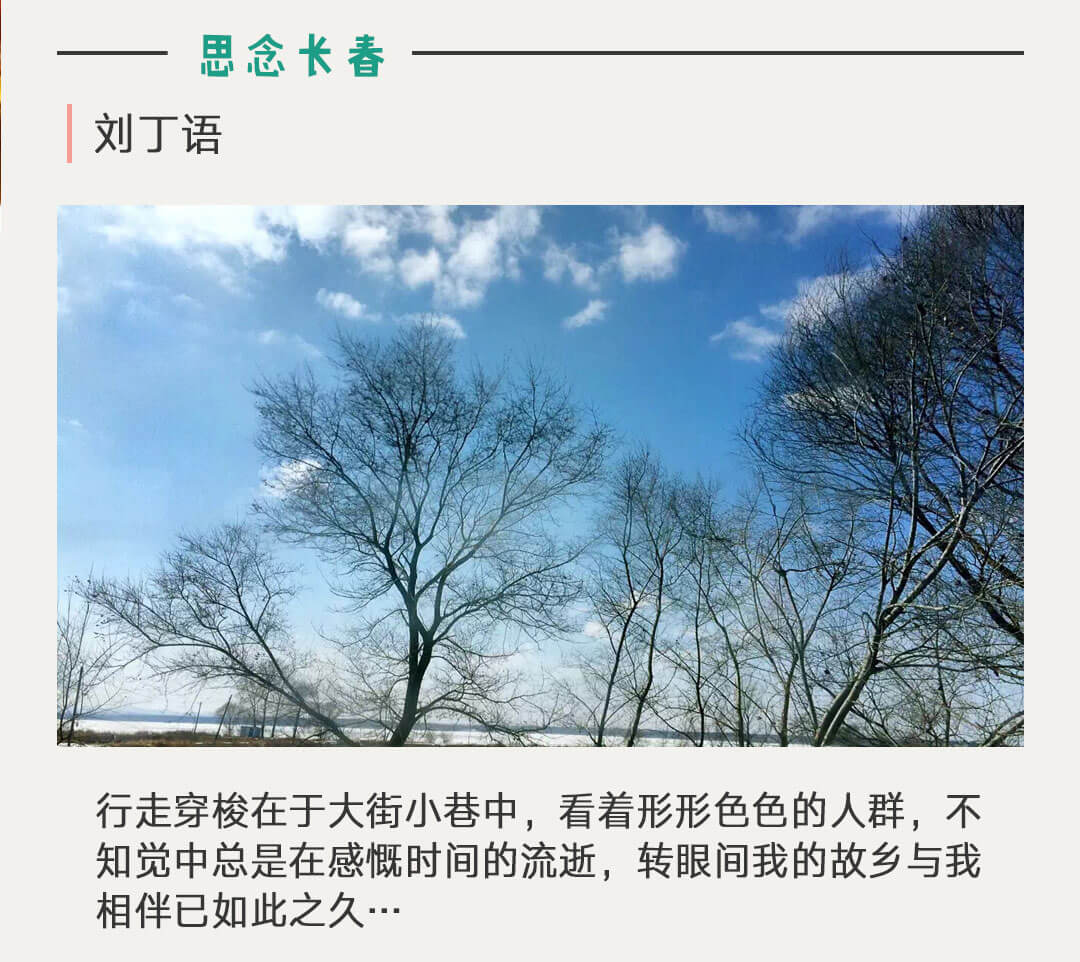 思念长春
刘丁语
行走穿梭在于大街小巷中，看着形形色色的人群，不
知觉中总是在感慨时间的流逝，转眼间我的故乡与我
相伴已如此之久…